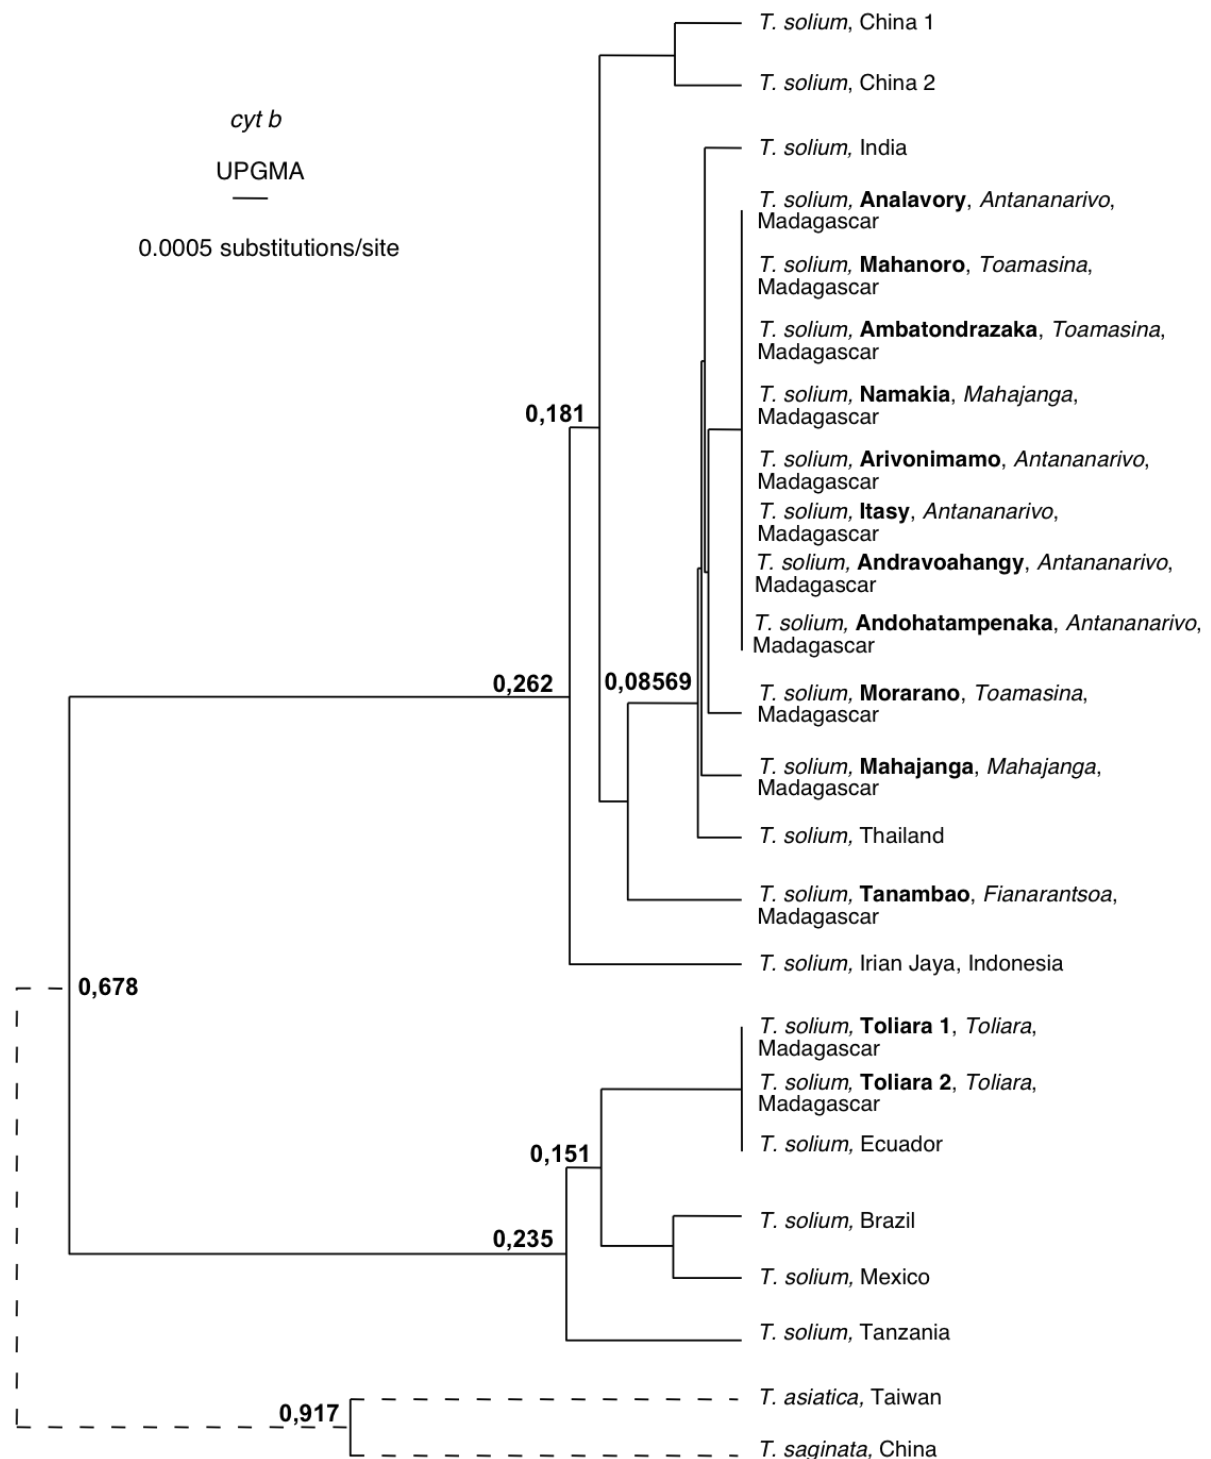 T. solium, China 1
T. solium, China 2
cyt b
UPGMA
0.0005 substitutions/site
T. solium, India
T. solium, Analavory, Antananarivo,
Madagascar
T. solium, Mahanoro, Toamasina,
Madagascar
T. solium, Ambatondrazaka, Toamasina,
Madagascar
T. solium, Namakia, Mahajanga,
Madagascar
0,181
T. solium, Arivonimamo, Antananarivo,
Madagascar
T. solium, Itasy, Antananarivo,
Madagascar
T. solium, Andravoahangy, Antananarivo,
Madagascar
T. solium, Andohatampenaka, Antananarivo,
Madagascar
0,262
0,08569
T. solium, Morarano, Toamasina,
Madagascar
T. solium, Mahajanga, Mahajanga,
Madagascar
T. solium, Thailand
T. solium, Tanambao, Fianarantsoa,
Madagascar
T. solium, Irian Jaya, Indonesia
0,678
T. solium, Toliara 1, Toliara,
Madagascar
T. solium, Toliara 2, Toliara,
Madagascar
T. solium, Ecuador
0,151
T. solium, Brazil
0,235
T. solium, Mexico
T. solium, Tanzania
T. asiatica, Taiwan
0,917
T. saginata, China